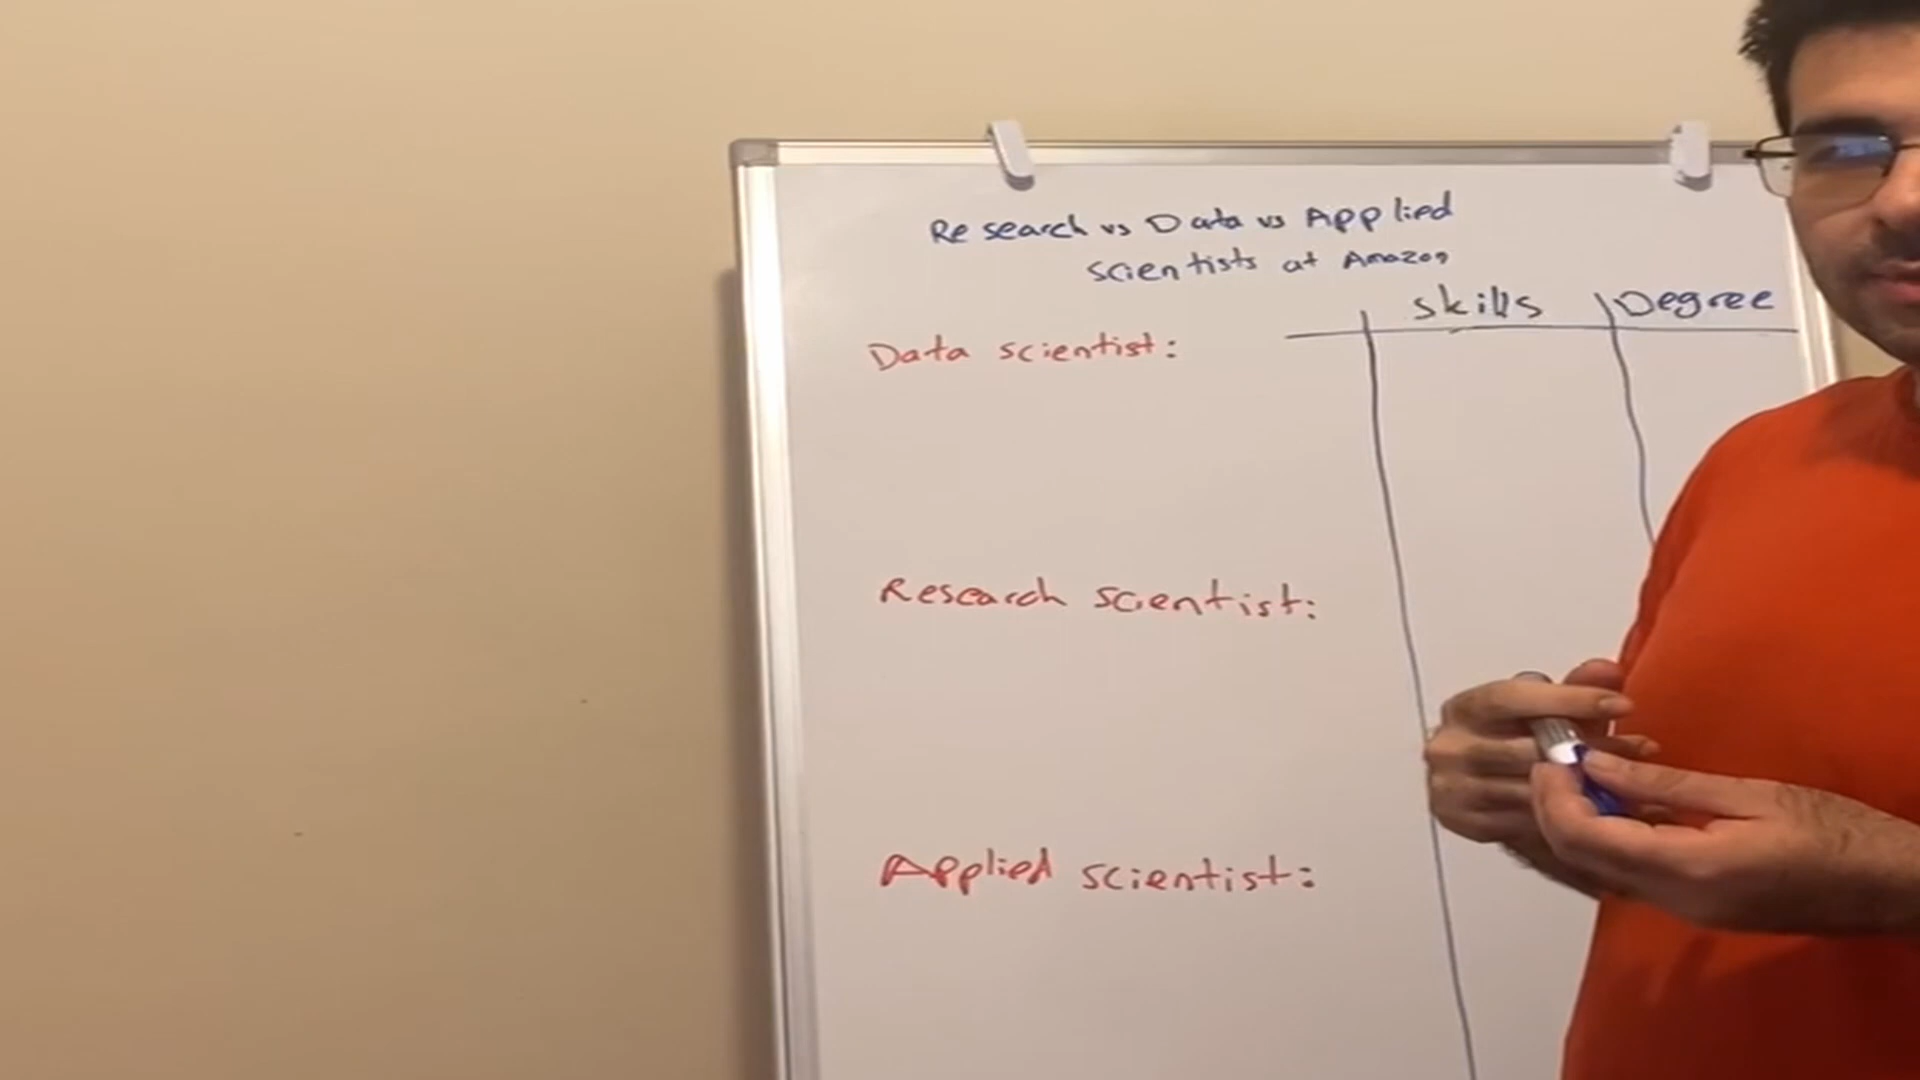 Research vs Data vs Applied
scientists at Amazon
skills Degree
Data scientist:
Research scientist:
Applied scientist: